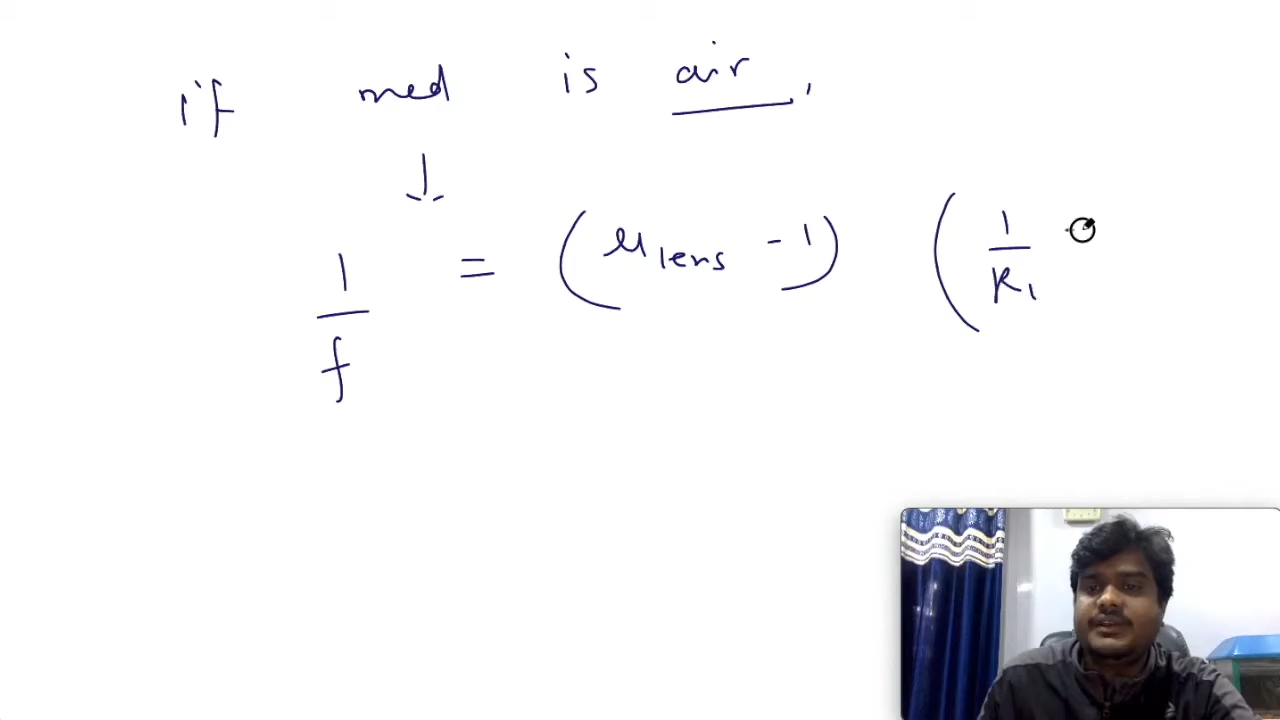 if med is air,
↓
1/f = (μlens - 1) (1/R1